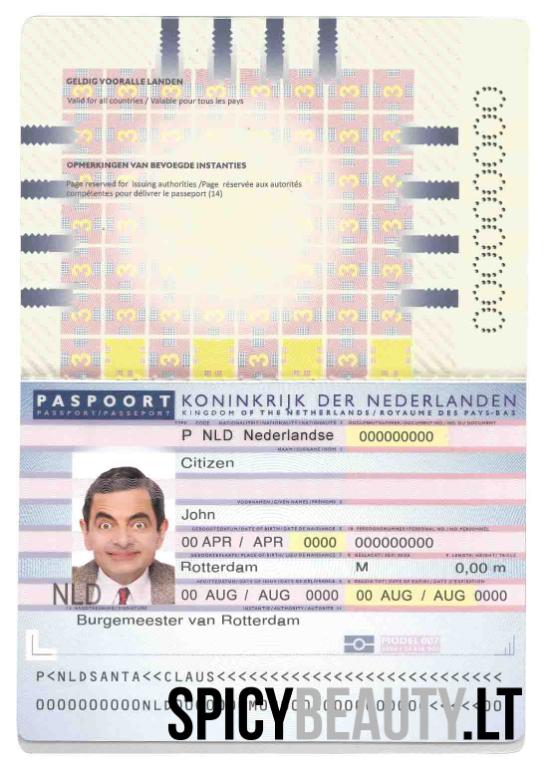 GELDIG VOORALLE LANDEN
Valid for all countries / Valable pour tous les pays
OPMERKINGEN VAN BEVOEGDE INSTANTIES
Page reserved for issuing authorities /Page réservée aux autorités
compétentes pour délivrer le passeport (14)
PASPOORT KONINKRIJK DER NEDERLANDEN
PASSPORT/PASSEPORT KINGDOM OF THE NETHERLANDS/ROYAUME DES PAYS-BAS
P NLD Nederlandse 000000000
Citizen
John
00 APR / APR 0000 000000000
Rotterdam M 0,00 m
NLD 00 AUG / AUG 0000 00 AUG / AUG 0000
Burgemeester van Rotterdam
MODEL 007
P<NLDSANTA<<CLAUS<<<<<<<<<<<<<<<<<<<<<<<<<<<
SPICYBEAUTY.LT